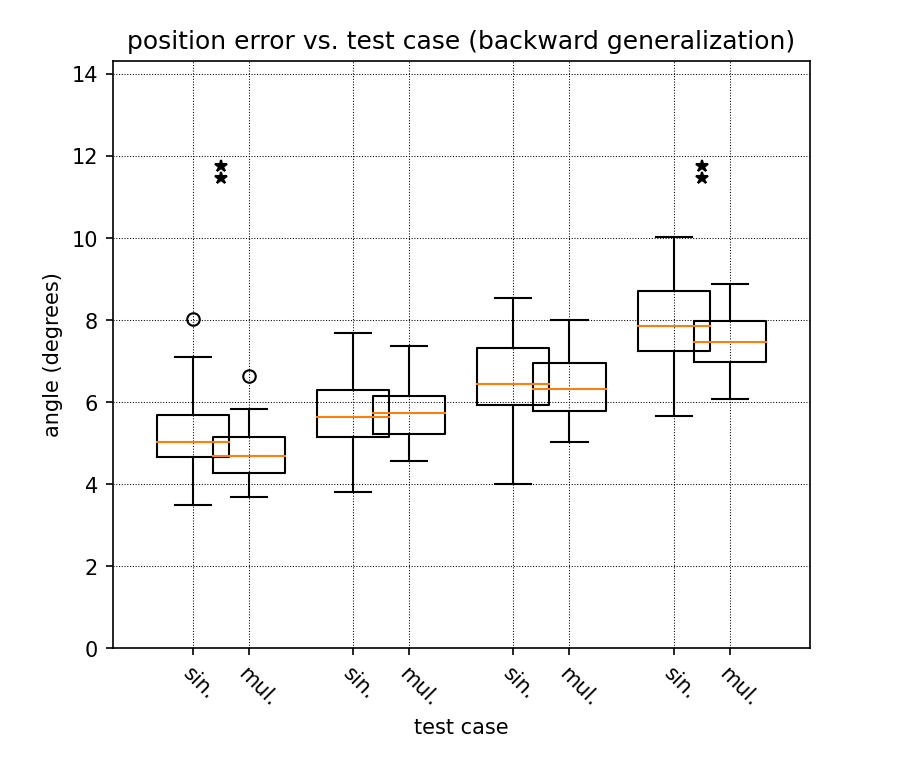 position error vs. test case (backward generalization)
14
12
10
8
6
4
2
0
angle (degrees)
sin. mul. sin. mul. sin. mul. sin. mul.
test case